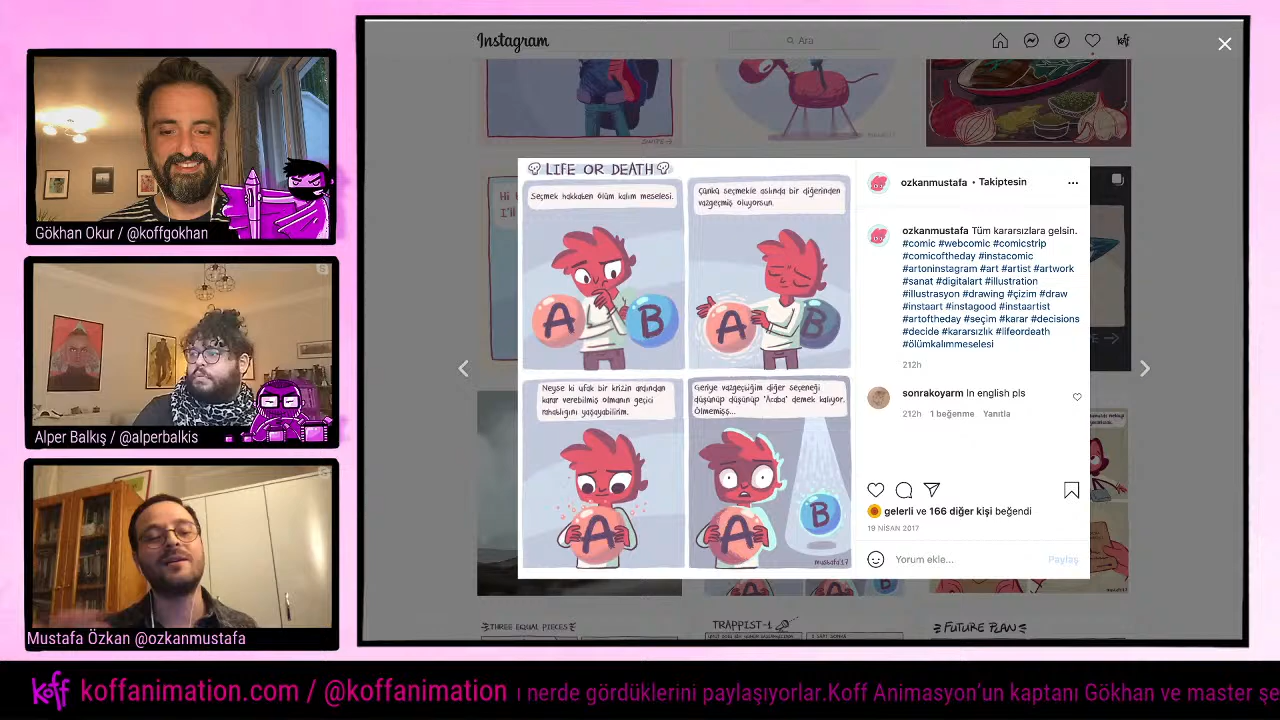 Gökhan Okur / @koffgokhan
Alper Balkış / @alperbalkis
Mustafa Özkan @ozkanmustafa
Instagram
Ara
koff
LIFE OR DEATH
Seçmek hakkaten ölüm kalım meselesi.
A
B
Çünkü seçmekle aslında bir diğerinden
vazgeçmiş oluyorsun.
A
B
Neyse ki ufak bir krizin ardından
karar verebilmiş olmanın geçici
rahatlığını yaşayabilirim.
A
Geriye vazgeçtiğim diğer seçeneği
düşünüp düşünüp 'Acaba' demek kalıyor.
Ölmemişş...
A
B
mustafa'17
ozkanmustafa • Takiptesin
ozkanmustafa Tüm kararsızlara gelsin.
#comic #webcomic #comicstrip
#comicoftheday #instacomic
#artoninstagram #art #artist #artwork
#sanat #digitalart #illustration
#illustrasyon #drawing #çizim #draw
#instaart #instagood #instaartist
#artoftheday #seçim #karar #decisions
#decide #kararsızlık #lifeordeath
#ölümkalımmeselesi
212h
sonrakoyarm In english pls
212h 1 beğenme Yanıtla
gelerli ve 166 diğer kişi beğendi
19 NİSAN 2017
Yorum ekle...
Paylaş
THREE EQUAL PIECES
TRAPPIST-1
FUTURE PLAN
koff koffanimation.com / @koffanimation
ı nerde gördüklerini paylaşıyorlar.Koff Animasyon'un kaptanı Gökhan ve master şe